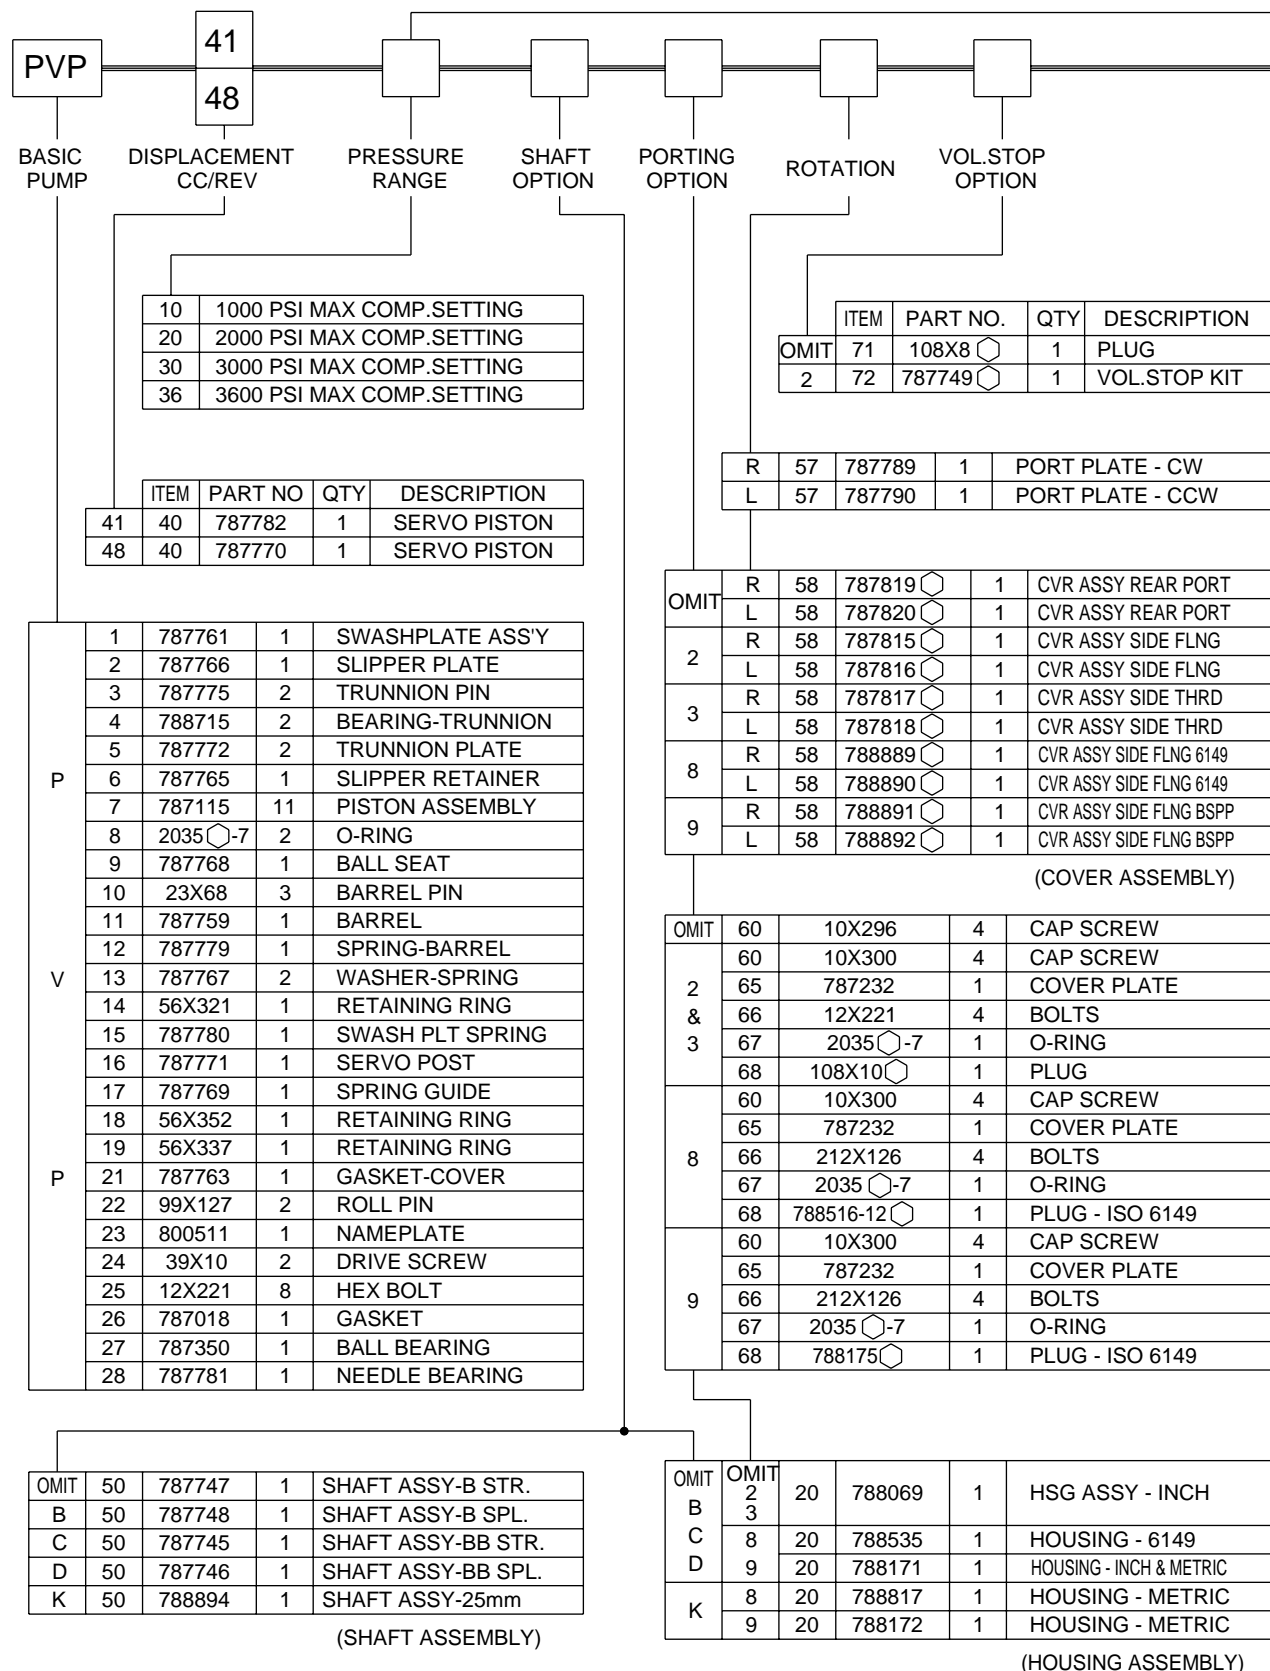 PVP
41
48
BASIC PUMP
DISPLACEMENT CC/REV
PRESSURE RANGE
SHAFT OPTION
PORTING OPTION
ROTATION
VOL.STOP OPTION
10 1000 PSI MAX COMP.SETTING
20 2000 PSI MAX COMP.SETTING
30 3000 PSI MAX COMP.SETTING
36 3600 PSI MAX COMP.SETTING
ITEM PART NO. QTY DESCRIPTION
OMIT 71 108X8 1 PLUG
2 72 787749 1 VOL.STOP KIT
R 57 787789 1 PORT PLATE - CW
L 57 787790 1 PORT PLATE - CCW
ITEM PART NO QTY DESCRIPTION
41 40 787782 1 SERVO PISTON
48 40 787770 1 SERVO PISTON
P
V
P
1 787761 1 SWASHPLATE ASS'Y
2 787766 1 SLIPPER PLATE
3 787775 2 TRUNNION PIN
4 788715 2 BEARING-TRUNNION
5 787772 2 TRUNNION PLATE
6 787765 1 SLIPPER RETAINER
7 787115 11 PISTON ASSEMBLY
8 2035 -7 2 O-RING
9 787768 1 BALL SEAT
10 23X68 3 BARREL PIN
11 787759 1 BARREL
12 787779 1 SPRING-BARREL
13 787767 2 WASHER-SPRING
14 56X321 1 RETAINING RING
15 787780 1 SWASH PLT SPRING
16 787771 1 SERVO POST
17 787769 1 SPRING GUIDE
18 56X352 1 RETAINING RING
19 56X337 1 RETAINING RING
21 787763 1 GASKET-COVER
22 99X127 2 ROLL PIN
23 800511 1 NAMEPLATE
24 39X10 2 DRIVE SCREW
25 12X221 8 HEX BOLT
26 787018 1 GASKET
27 787350 1 BALL BEARING
28 787781 1 NEEDLE BEARING
OMIT R 58 787819 1 CVR ASSY REAR PORT
L 58 787820 1 CVR ASSY REAR PORT
2 R 58 787815 1 CVR ASSY SIDE FLNG
L 58 787816 1 CVR ASSY SIDE FLNG
3 R 58 787817 1 CVR ASSY SIDE THRD
L 58 787818 1 CVR ASSY SIDE THRD
8 R 58 788889 1 CVR ASSY SIDE FLNG 6149
L 58 788890 1 CVR ASSY SIDE FLNG 6149
9 R 58 788891 1 CVR ASSY SIDE FLNG BSPP
L 58 788892 1 CVR ASSY SIDE FLNG BSPP
(COVER ASSEMBLY)
OMIT 60 10X296 4 CAP SCREW
2 & 3 60 10X300 4 CAP SCREW
65 787232 1 COVER PLATE
66 12X221 4 BOLTS
67 2035 -7 1 O-RING
68 108X10 1 PLUG
8 60 10X300 4 CAP SCREW
65 787232 1 COVER PLATE
66 212X126 4 BOLTS
67 2035 -7 1 O-RING
68 788516-12 1 PLUG - ISO 6149
9 60 10X300 4 CAP SCREW
65 787232 1 COVER PLATE
66 212X126 4 BOLTS
67 2035 -7 1 O-RING
68 788175 1 PLUG - ISO 6149
OMIT 50 787747 1 SHAFT ASSY-B STR.
B 50 787748 1 SHAFT ASSY-B SPL.
C 50 787745 1 SHAFT ASSY-BB STR.
D 50 787746 1 SHAFT ASSY-BB SPL.
K 50 788894 1 SHAFT ASSY-25mm
(SHAFT ASSEMBLY)
OMIT B C D OMIT 2 3 20 788069 1 HSG ASSY - INCH
8 20 788535 1 HOUSING - 6149
9 20 788171 1 HOUSING - INCH & METRIC
K 8 20 788817 1 HOUSING - METRIC
9 20 788172 1 HOUSING - METRIC
(HOUSING ASSEMBLY)